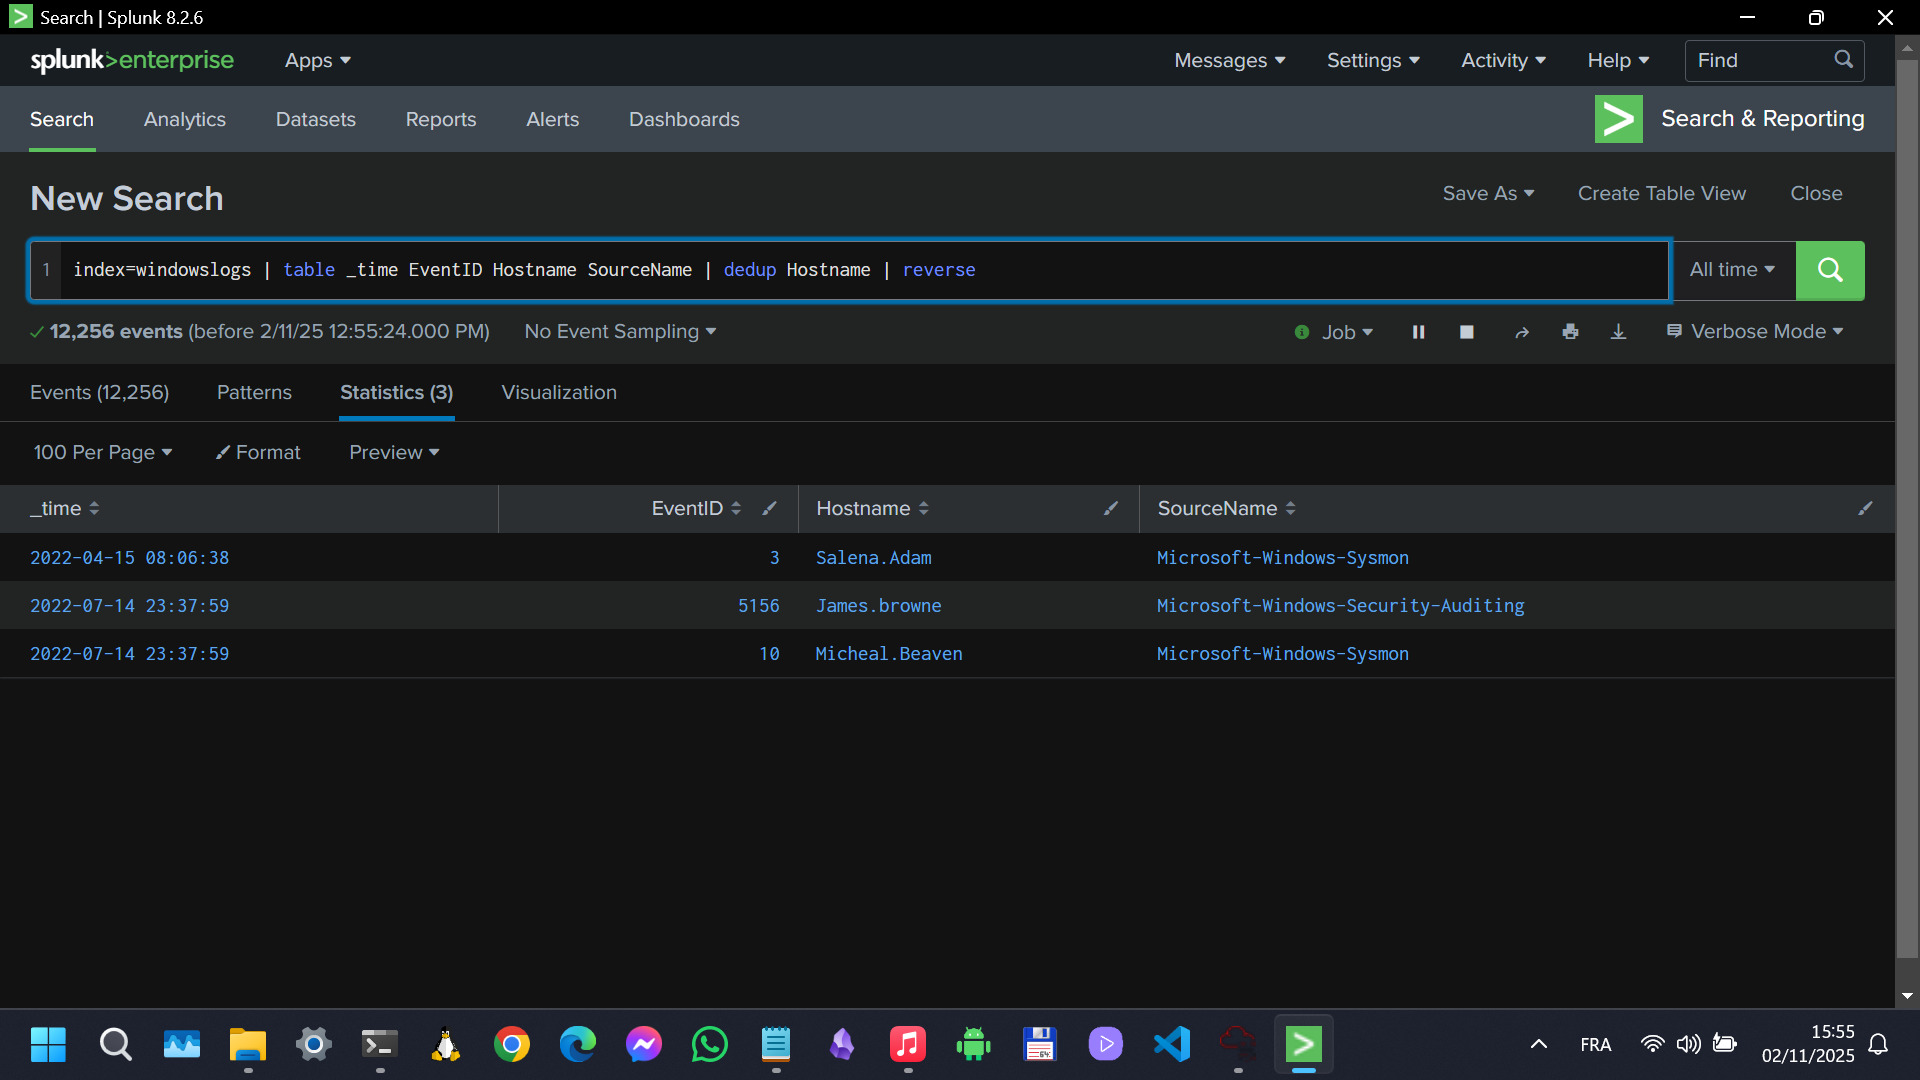 Search | Splunk 8.2.6
splunk>enterprise Apps Messages Settings Activity Help Find
Search Analytics Datasets Reports Alerts Dashboards Search & Reporting
New Search Save As Create Table View Close
1 index=windowslogs | table _time EventID Hostname SourceName | dedup Hostname | reverse All time
12,256 events (before 2/11/25 12:55:24.000 PM) No Event Sampling Job Verbose Mode
Events (12,256) Patterns Statistics (3) Visualization
100 Per Page Format Preview
_time EventID Hostname SourceName
2022-04-15 08:06:38 3 Salena.Adam Microsoft-Windows-Sysmon
2022-07-14 23:37:59 5156 James.browne Microsoft-Windows-Security-Auditing
2022-07-14 23:37:59 10 Micheal.Beaven Microsoft-Windows-Sysmon
FRA 15:55
02/11/2025